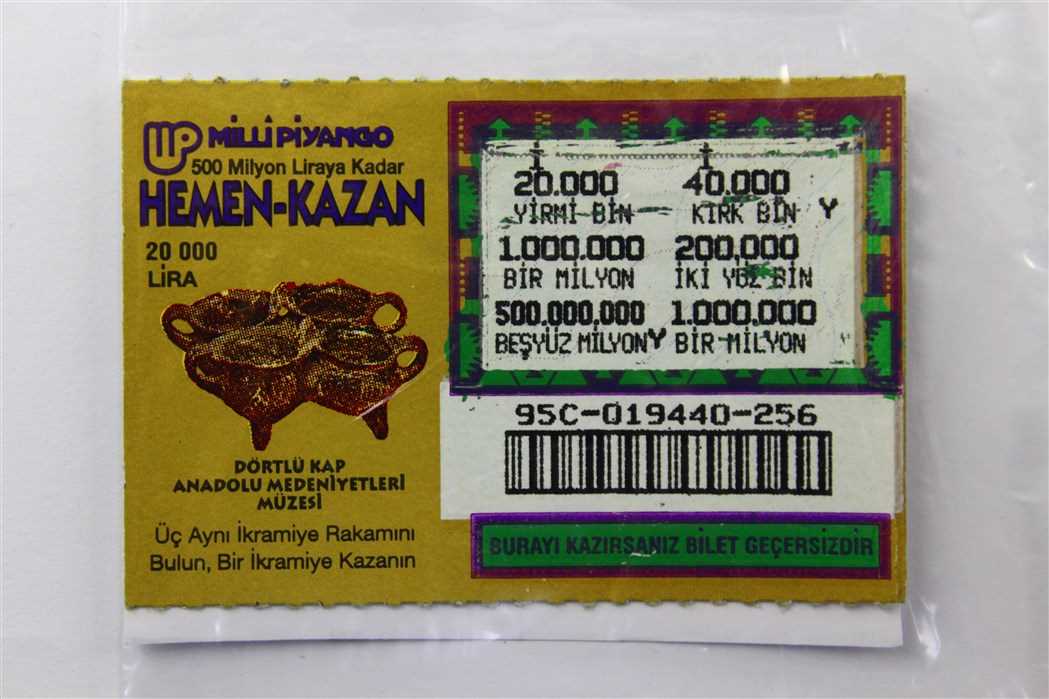 MİLLÎ PİYANGO
500 Milyon Liraya Kadar
HEMEN-KAZAN
20 000
LİRA
DÖRTLÜ KAP
ANADOLU MEDENİYETLERİ
MÜZESİ
Üç Aynı İkramiye Rakamını
Bulun, Bir İkramiye Kazanın
20.000 40.000
YİRMİ BİN KIRK BİN Y
1.000.000 200.000
BİR MİLYON İKİ YÜZ BİN
500.000.000 1.000.000
BEŞYÜZ MİLYON Y BİR MİLYON
95C-019440-256
BURAYI KAZIRSANIZ BİLET GEÇERSİZDİR